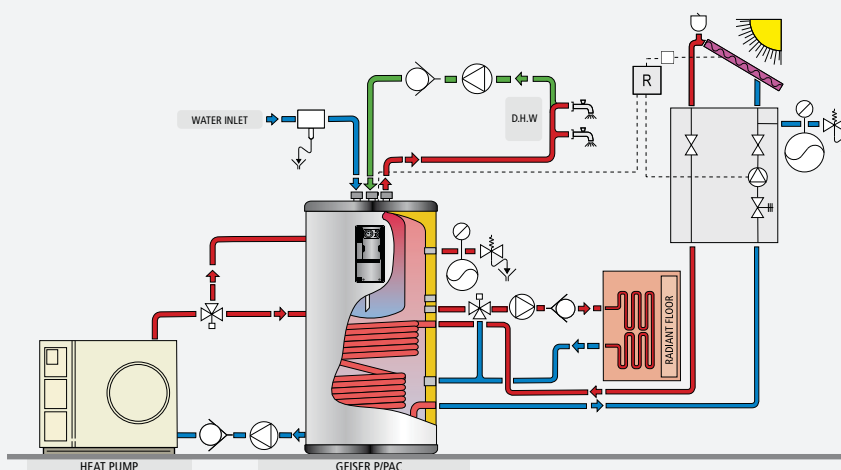 R
WATER INLET
D.H.W
RADIANT FLOOR
HEAT PUMP
GEISER P/PAC